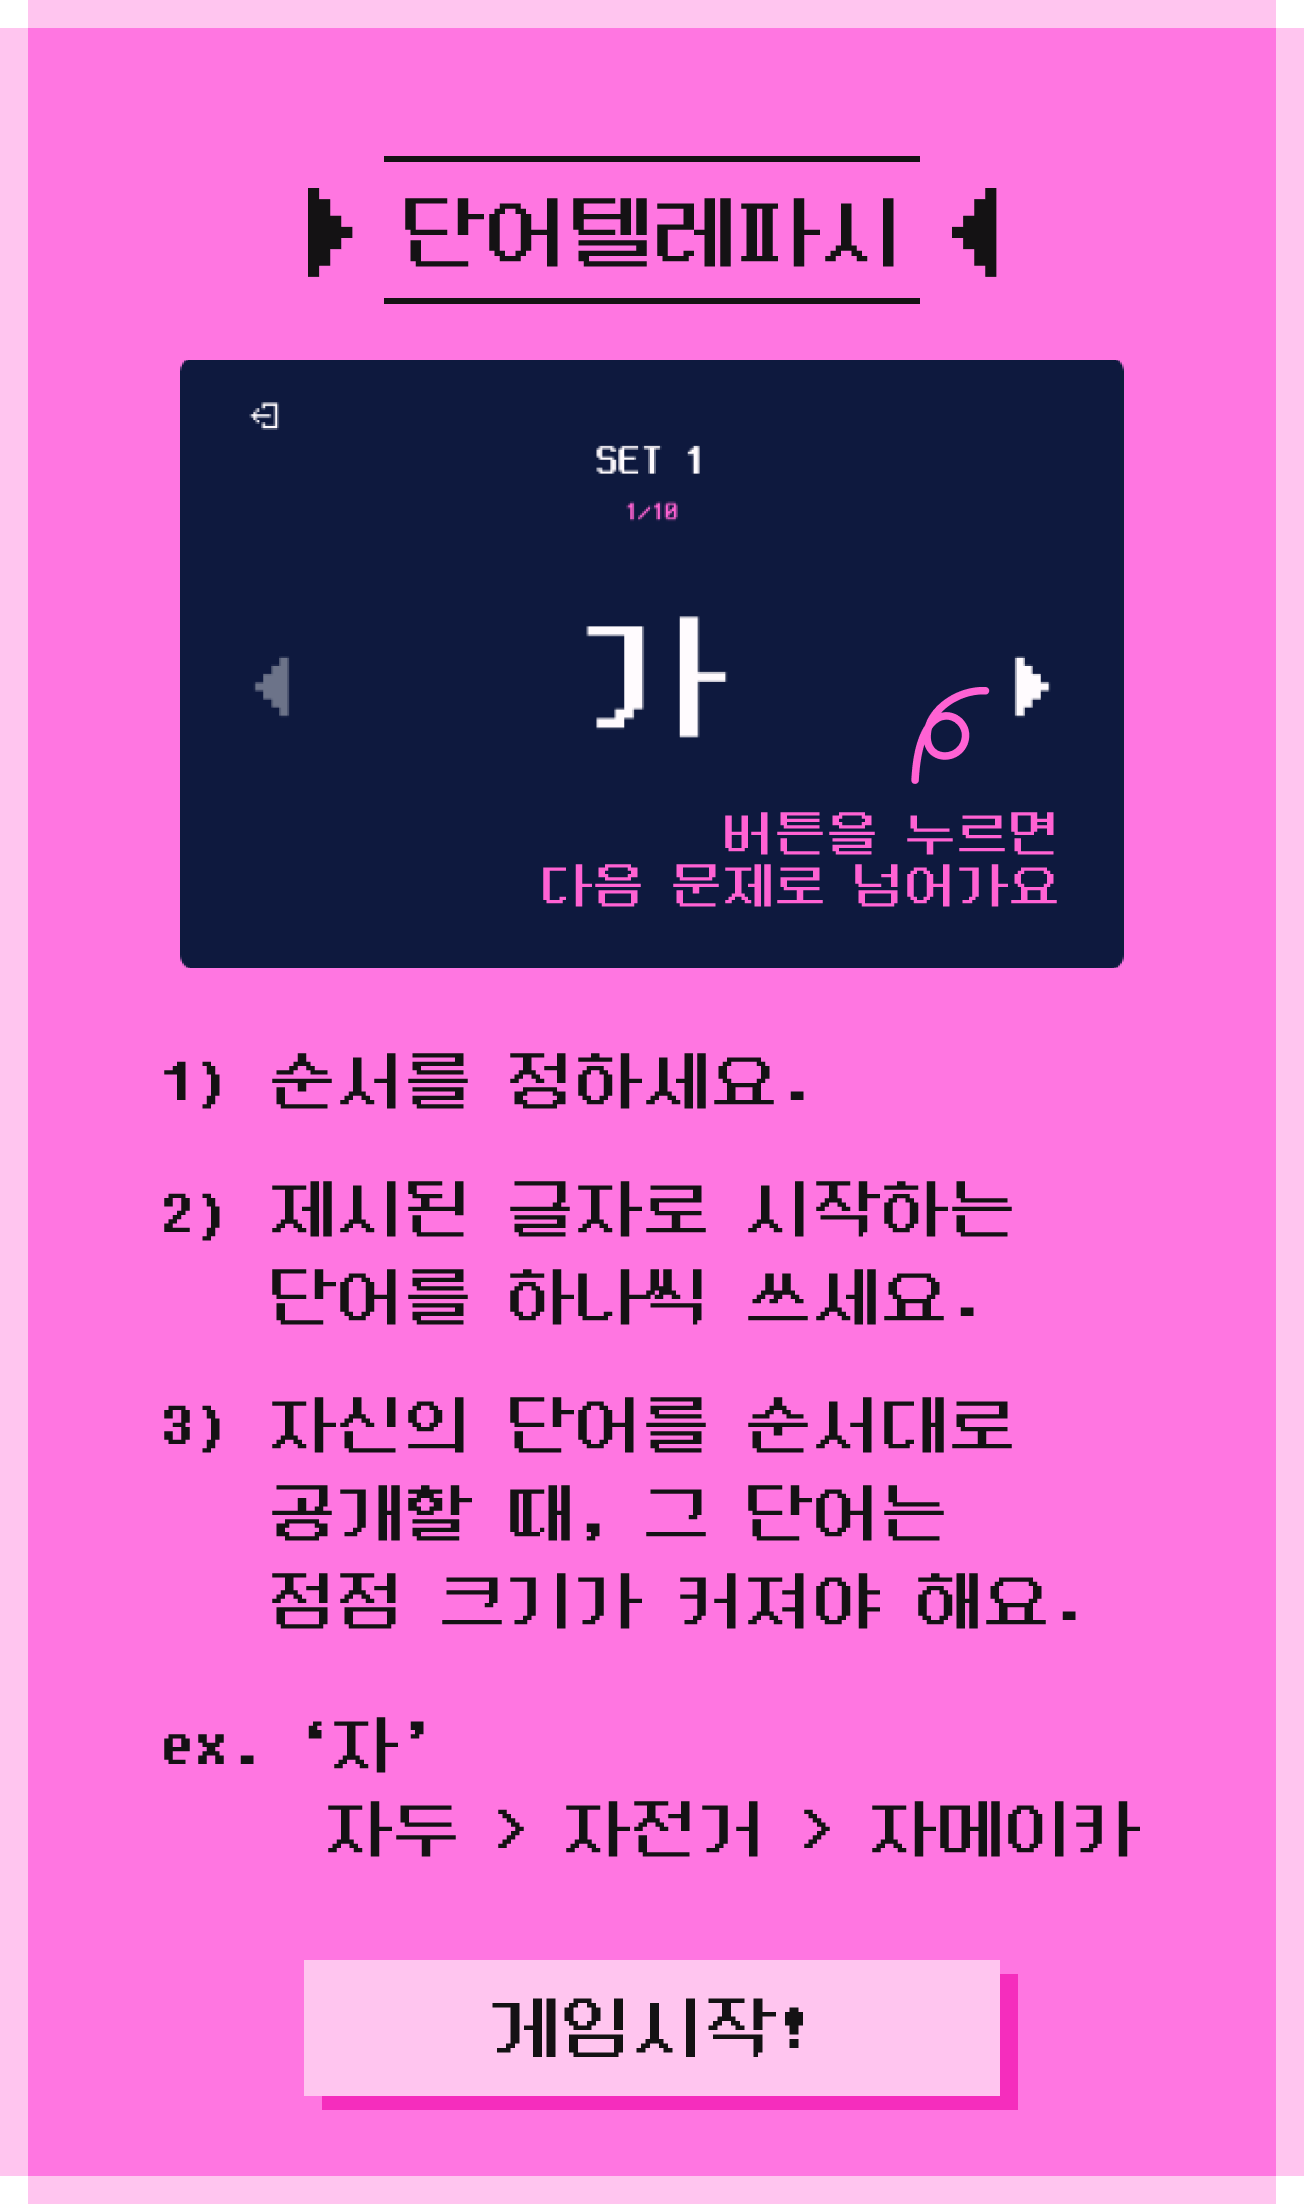 단어텔레파시
SET 1
1/10
가
버튼을 누르면
다음 문제로 넘어가요
1) 순서를 정하세요.
2) 제시된 글자로 시작하는
단어를 하나씩 쓰세요.
3) 자신의 단어를 순서대로
공개할 때, 그 단어는
점점 크기가 커져야 해요.
ex. ‘자’
자두 > 자전거 > 자메이카
게임시작!